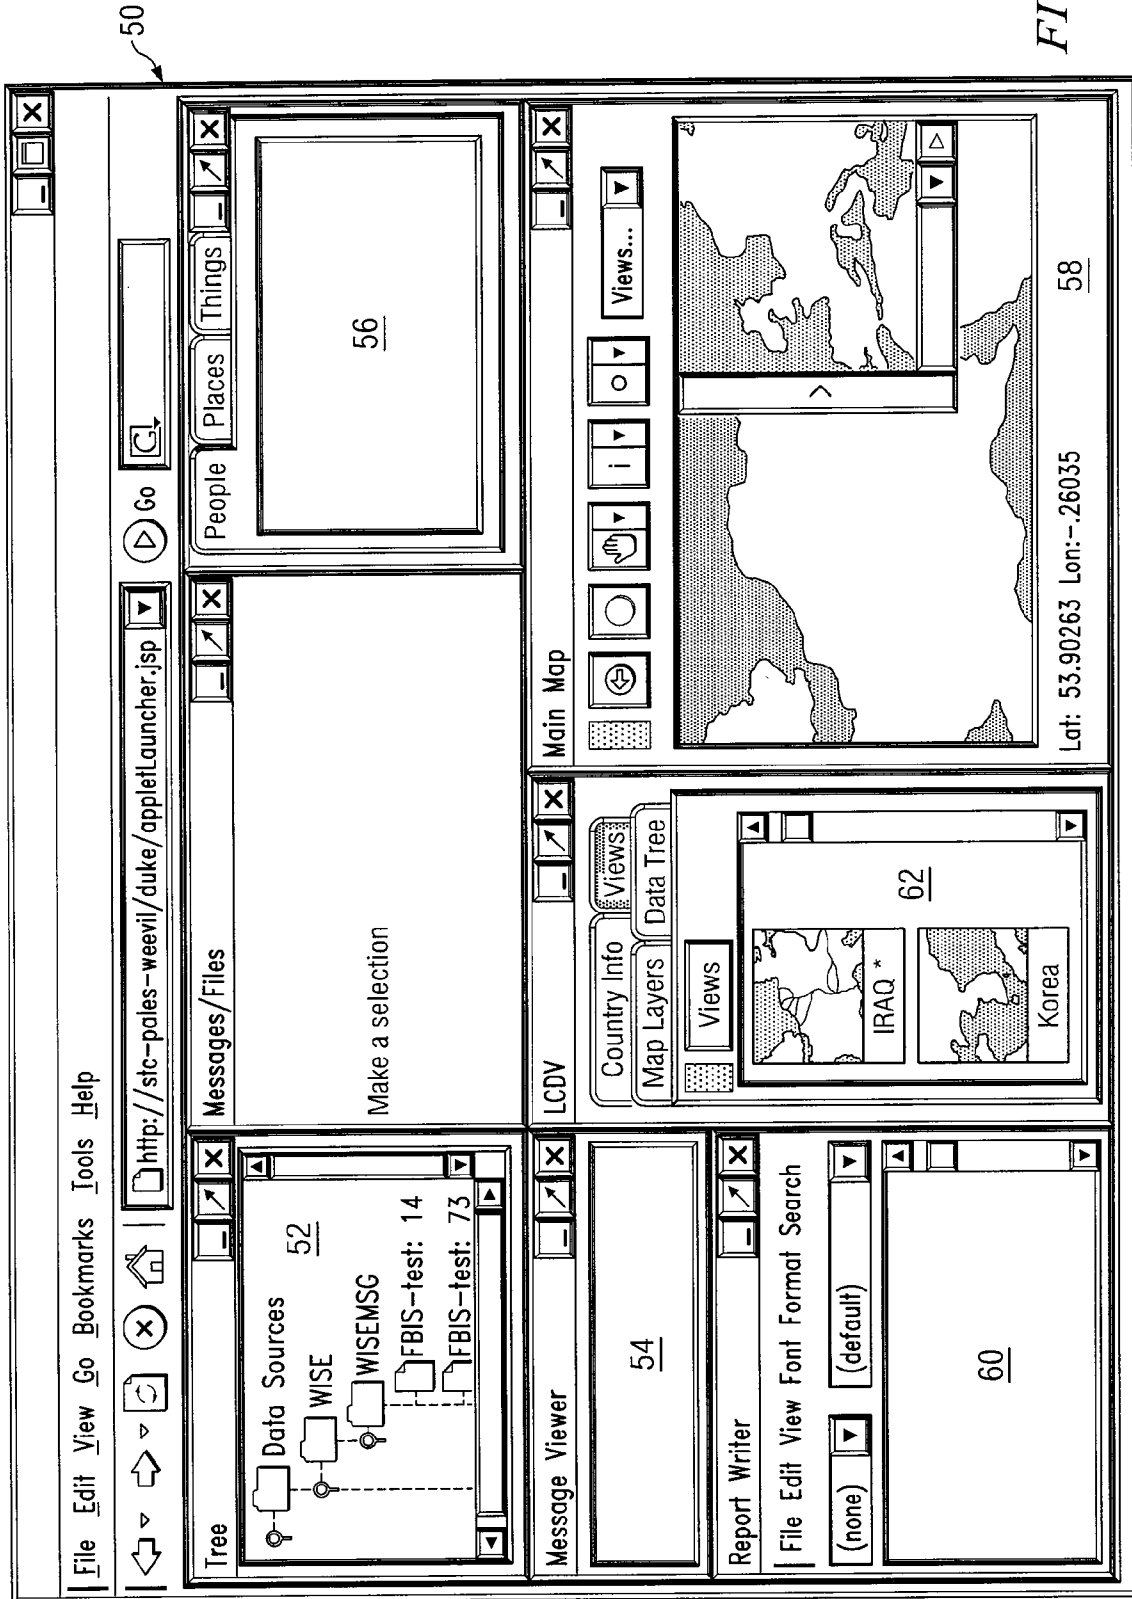 50
File Edit View Go Bookmarks Tools Help
http://stc-pales-weevil/duke/appletLauncher.jsp
Go
G
Tree
Data Sources
WISE
WISEMSG
FBIS-test: 14
FBIS-test: 73
52
Messages/Files
Make a selection
People Places Things
56
Message Viewer
54
Report Writer
File Edit View Font Format Search
(none) (default)
60
LCDV
Country Info Views
Map Layers Data Tree
Views
IRAQ *
Korea
62
Main Map
i
Views...
Lat: 53.90263 Lon:-.26035
58
FI